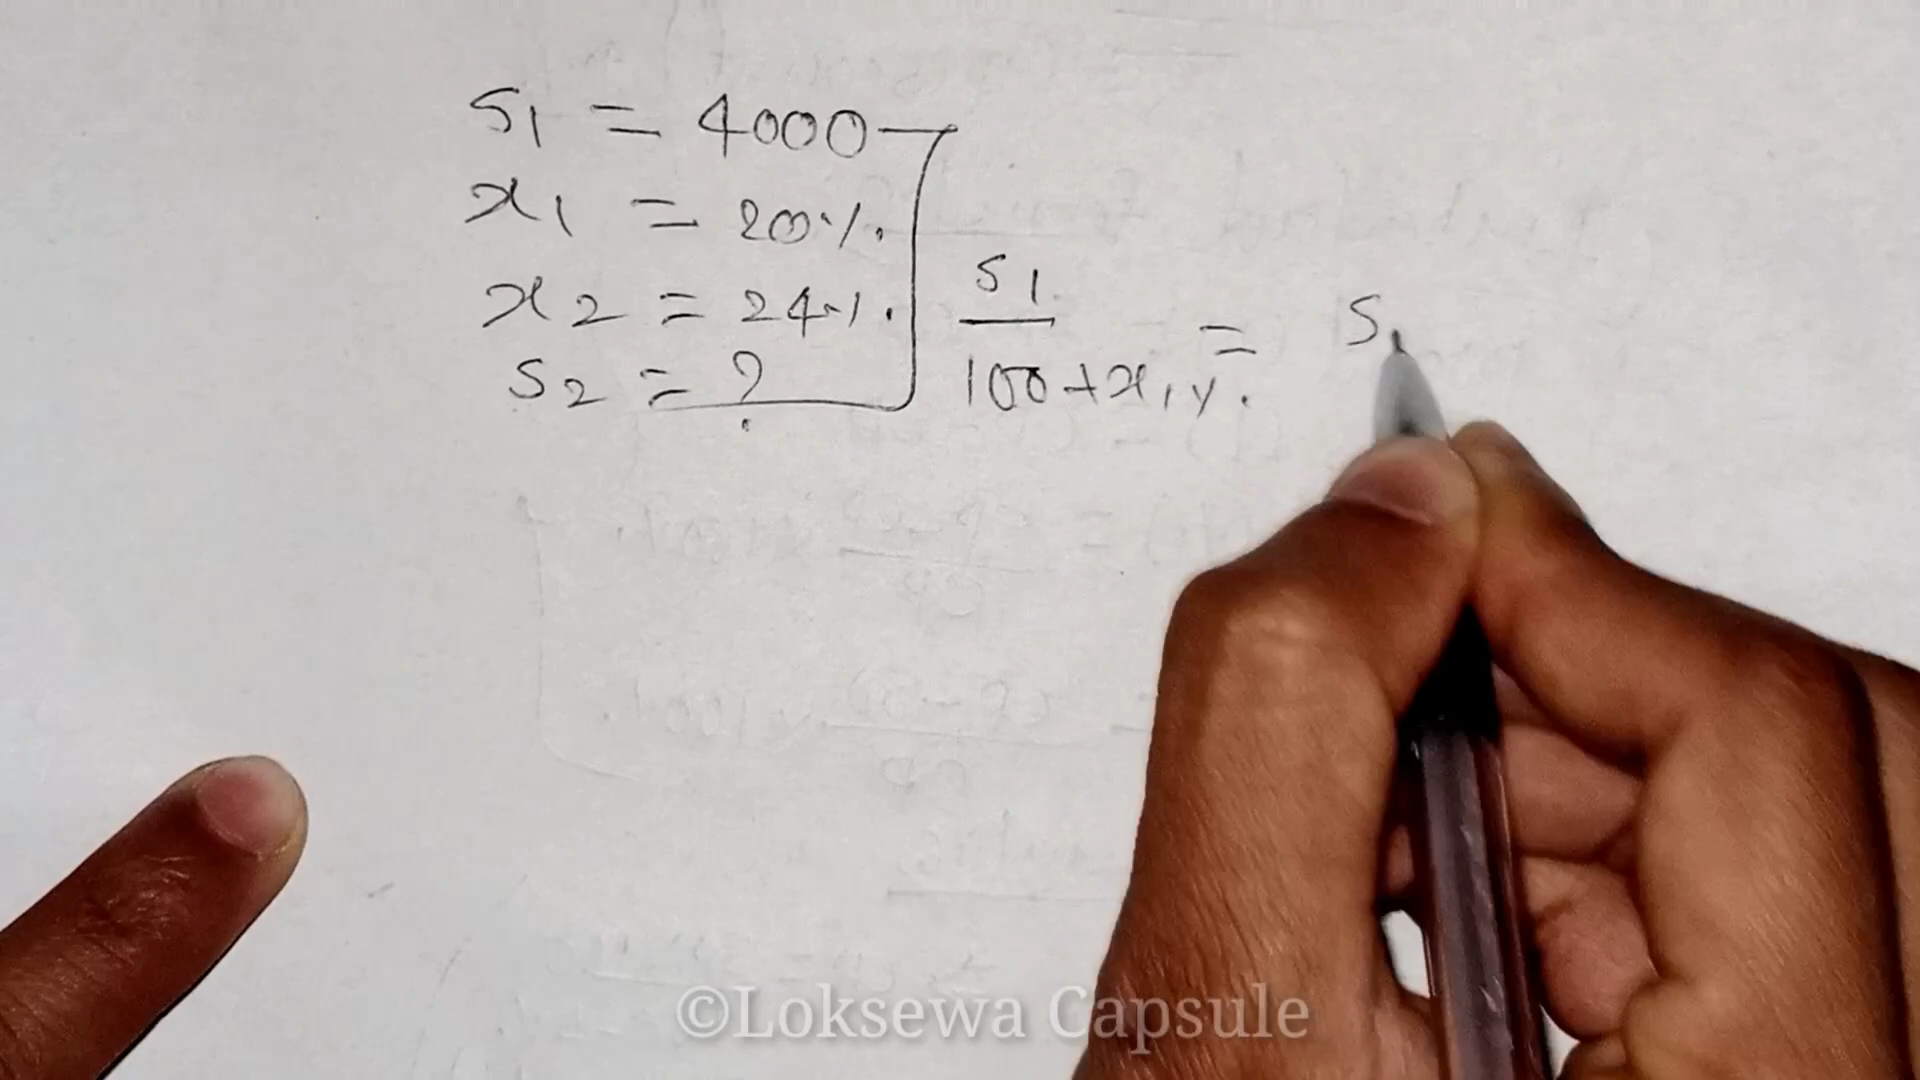 S1 = 4000
x1 = 20%.
x2 = 24%.
S2 = ?
S1 / 100+x1%. = S
©Loksewa Capsule